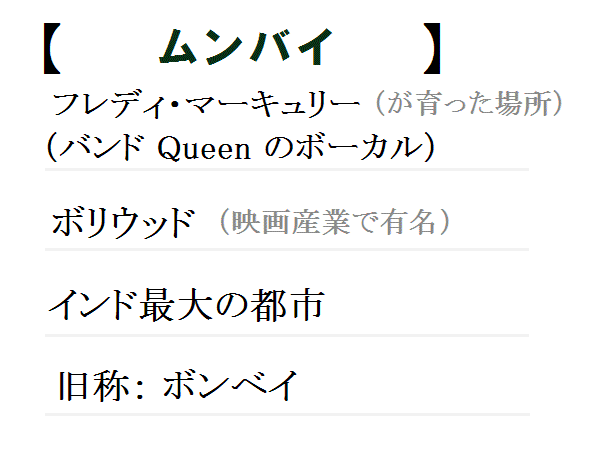 【 ムンバイ 】
フレディ・マーキュリー（が育った場所）
（バンド Queen のボーカル）
ボリウッド （映画産業で有名）
インド最大の都市
旧称： ボンベイ